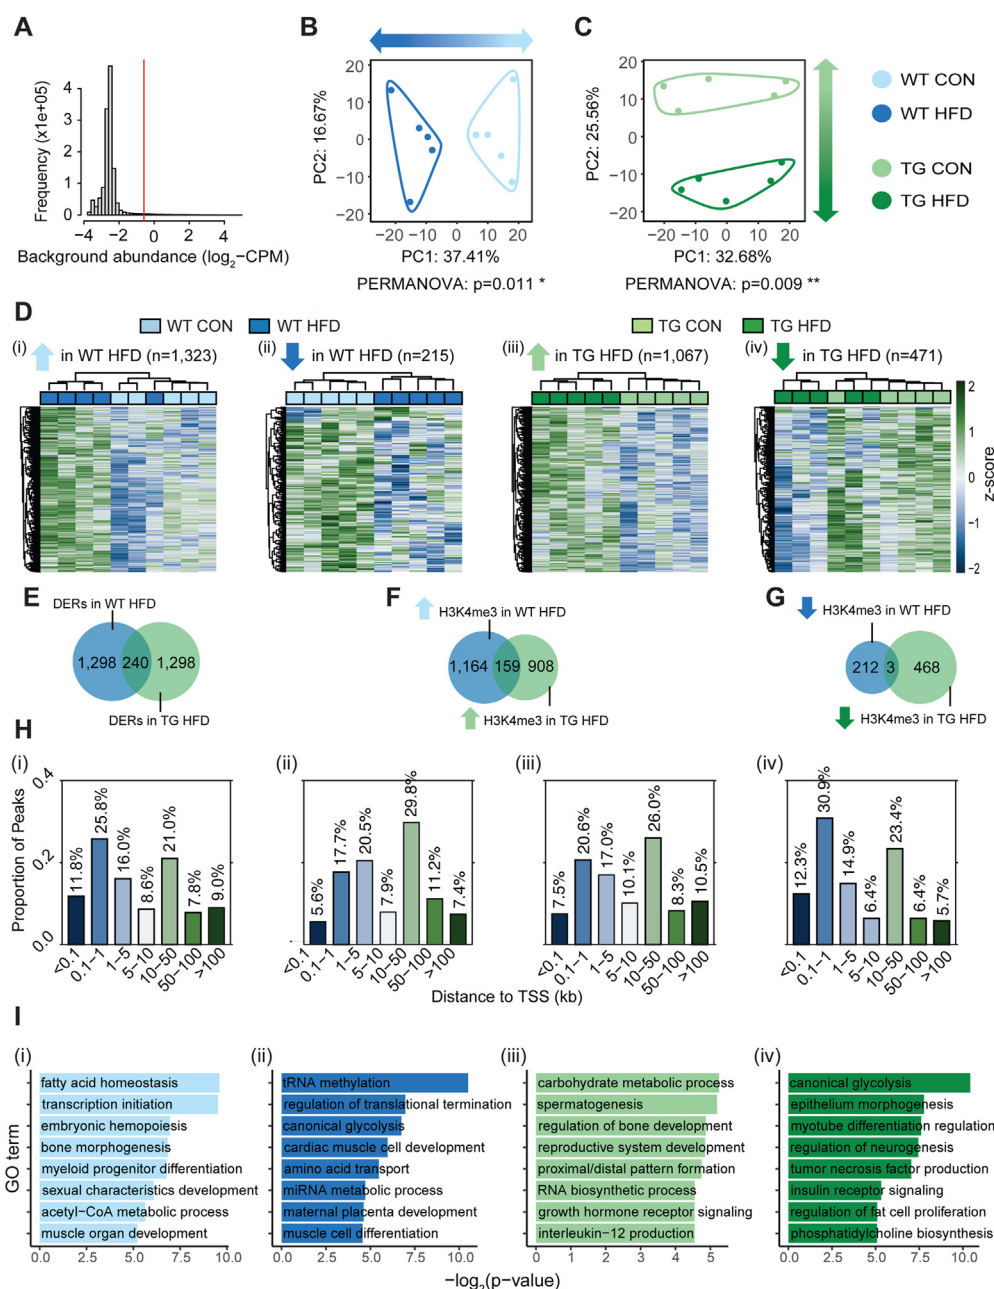 A
Frequency (x1e+05)
4
3
2
1
0
−4 −2 0 2 4
Background abundance (log2−CPM)
B
PC2: 16.67%
20
10
0
−10
−20
−20 −10 0 10 20
PC1: 37.41%
PERMANOVA: p=0.011 *
C
PC2: 25.56%
20
10
0
−10
−20
−20 −10 0 10 20
PC1: 32.68%
PERMANOVA: p=0.009 **
WT CON
WT HFD
TG CON
TG HFD
D
WT CON WT HFD
TG CON TG HFD
(i) in WT HFD (n=1,323)
(ii) in WT HFD (n=215)
(iii) in TG HFD (n=1,067)
(iv) in TG HFD (n=471)
2
1
0
−1
−2
z−score
E
DERs in WT HFD
1,298 240 1,298
DERs in TG HFD
F
H3K4me3 in WT HFD
1,164 159 908
H3K4me3 in TG HFD
G
H3K4me3 in WT HFD
212 3 468
H3K4me3 in TG HFD
H
Proportion of Peaks
0.4
0.2
0.0
(i)
11.8% 25.8% 16.0% 8.6% 21.0% 7.8% 9.0%
<0.1 0.1−1 1−5 5−10 10−50 50−100 >100
(ii)
5.6% 17.7% 20.5% 7.9% 29.8% 11.2% 7.4%
<0.1 0.1−1 1−5 5−10 10−50 50−100 >100
(iii)
7.5% 20.6% 17.0% 10.1% 26.0% 8.3% 10.5%
<0.1 0.1−1 1−5 5−10 10−50 50−100 >100
(iv)
12.3% 30.9% 14.9% 6.4% 23.4% 6.4% 5.7%
<0.1 0.1−1 1−5 5−10 10−50 50−100 >100
Distance to TSS (kb)
I
GO term
(i)
fatty acid homeostasis
transcription initiation
embryonic hemopoiesis
bone morphogenesis
myeloid progenitor differentiation
sexual characteristics development
acetyl−CoA metabolic process
muscle organ development
0.0 2.5 5.0 7.5 10.0
(ii)
tRNA methylation
regulation of translational termination
canonical glycolysis
cardiac muscle cell development
amino acid transport
miRNA metabolic process
maternal placenta development
muscle cell differentiation
0.0 2.5 5.0 7.5 10.0
(iii)
carbohydrate metabolic process
spermatogenesis
regulation of bone development
reproductive system development
proximal/distal pattern formation
RNA biosynthetic process
growth hormone receptor signaling
interleukin−12 production
0 1 2 3 4 5
(iv)
canonical glycolysis
epithelium morphogenesis
myotube differentiation regulation
regulation of neurogenesis
tumor necrosis factor production
insulin receptor signaling
regulation of fat cell proliferation
phosphatidylcholine biosynthesis
0.0 2.5 5.0 7.5 10.0
−log2(p−value)